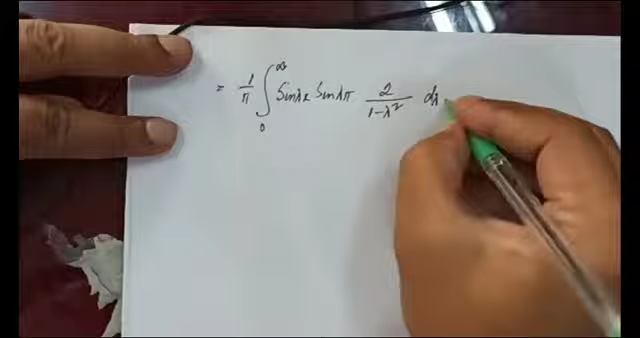 = 1/π ∫₀^∞ Sinλx Sinλπ 2/(1-λ²) dλ